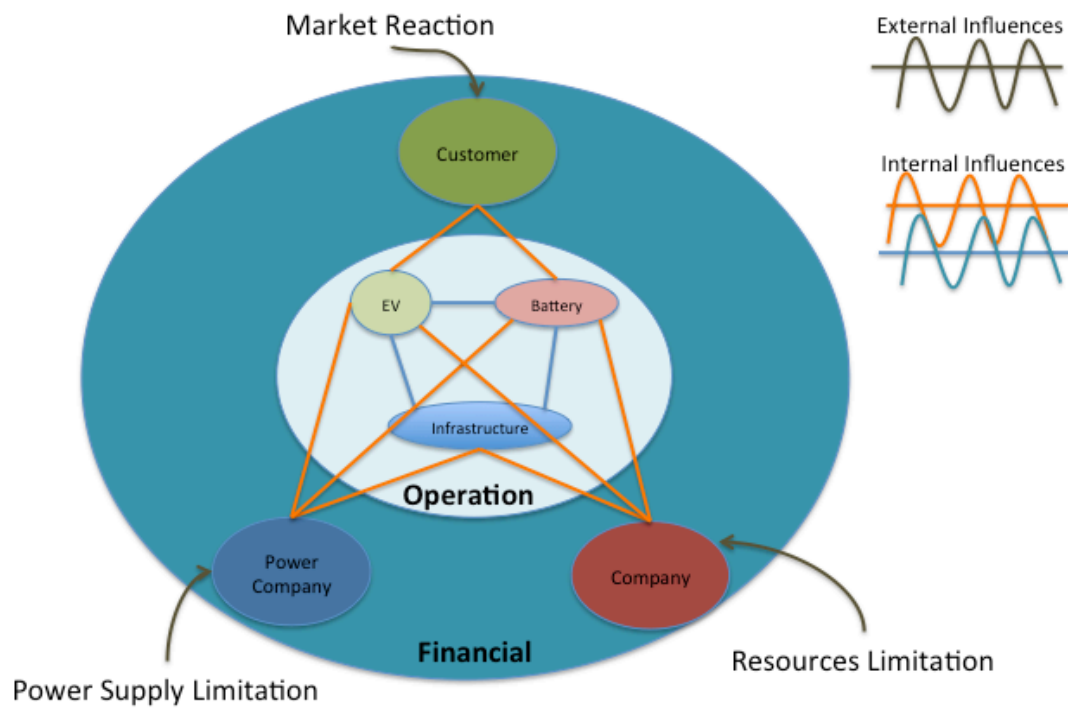 Market Reaction
External Influences
Internal Influences
Customer
EV
Battery
Infrastructure
Operation
Power
Company
Company
Financial
Resources Limitation
Power Supply Limitation